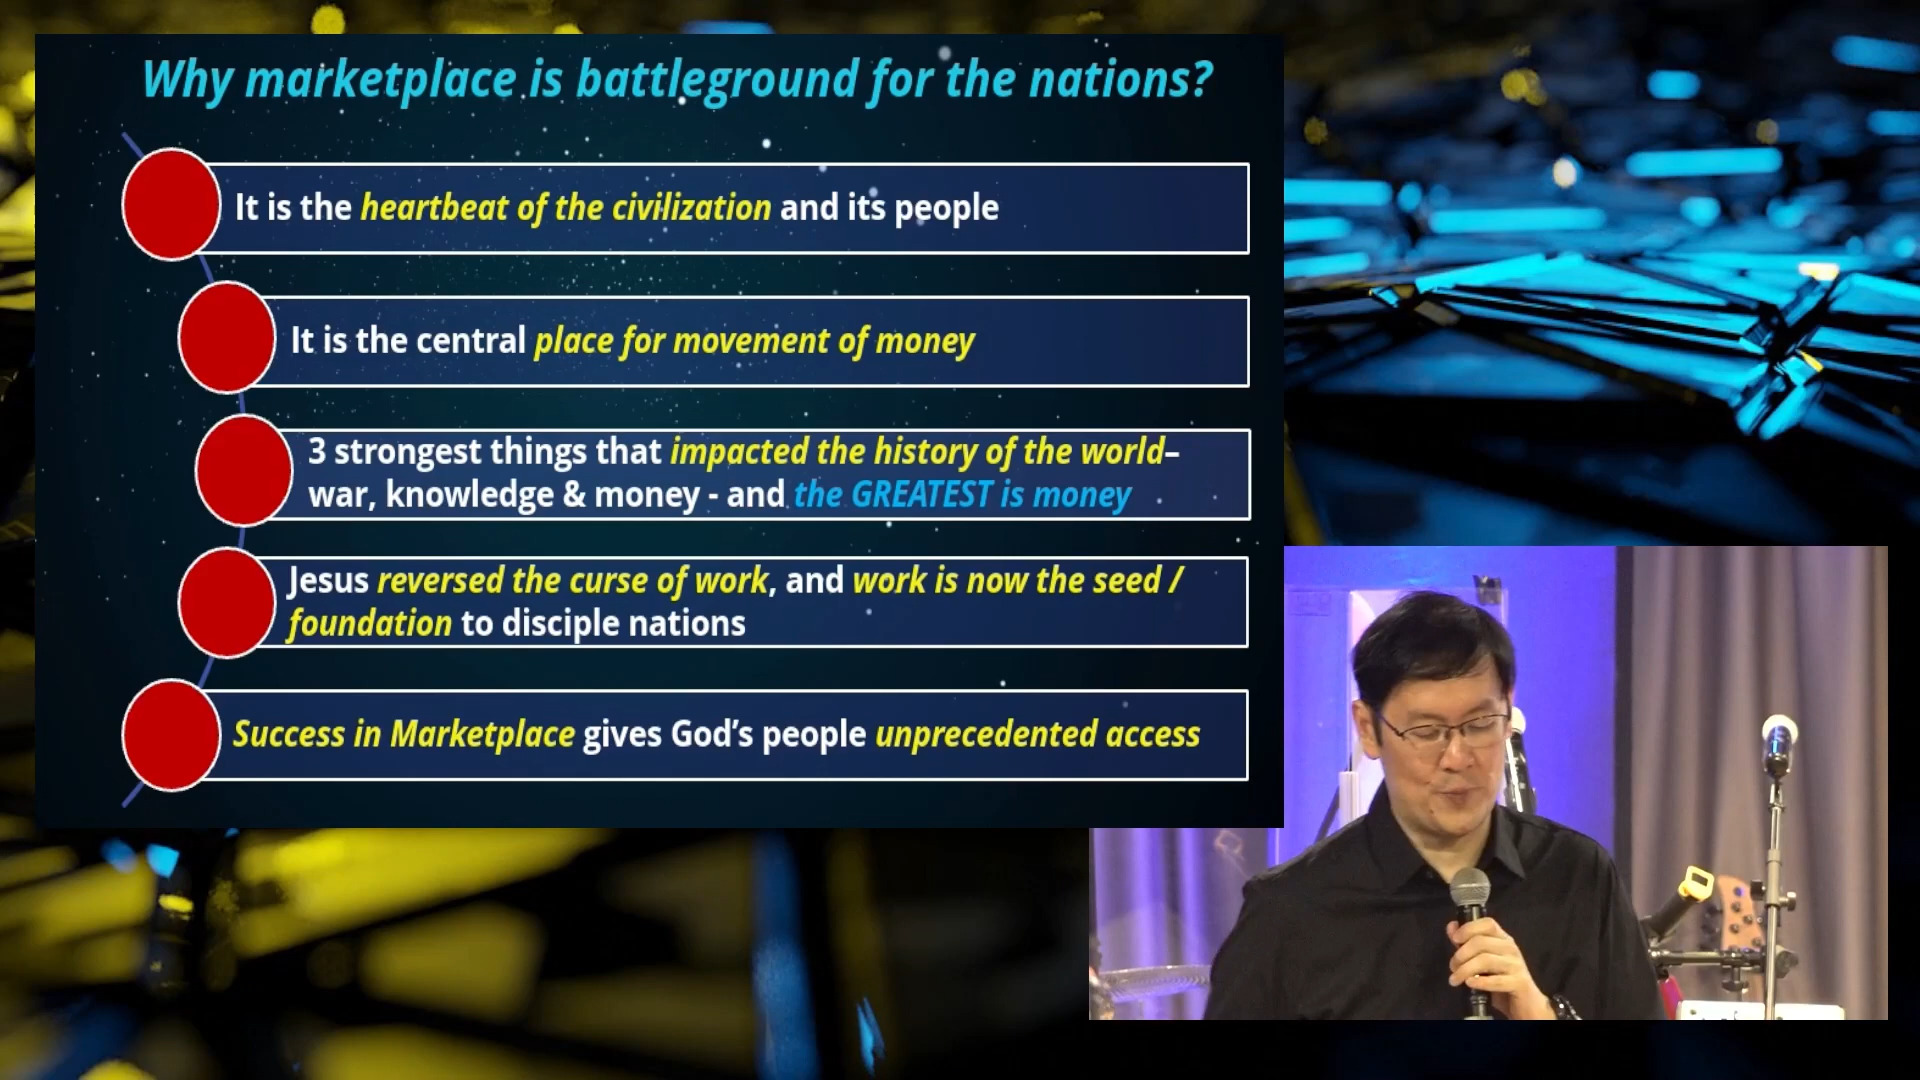 Why marketplace is battleground for the nations?
It is the heartbeat of the civilization and its people
It is the central place for movement of money
3 strongest things that impacted the history of the world–
war, knowledge & money - and the GREATEST is money
Jesus reversed the curse of work, and work is now the seed /
foundation to disciple nations
Success in Marketplace gives God’s people unprecedented access